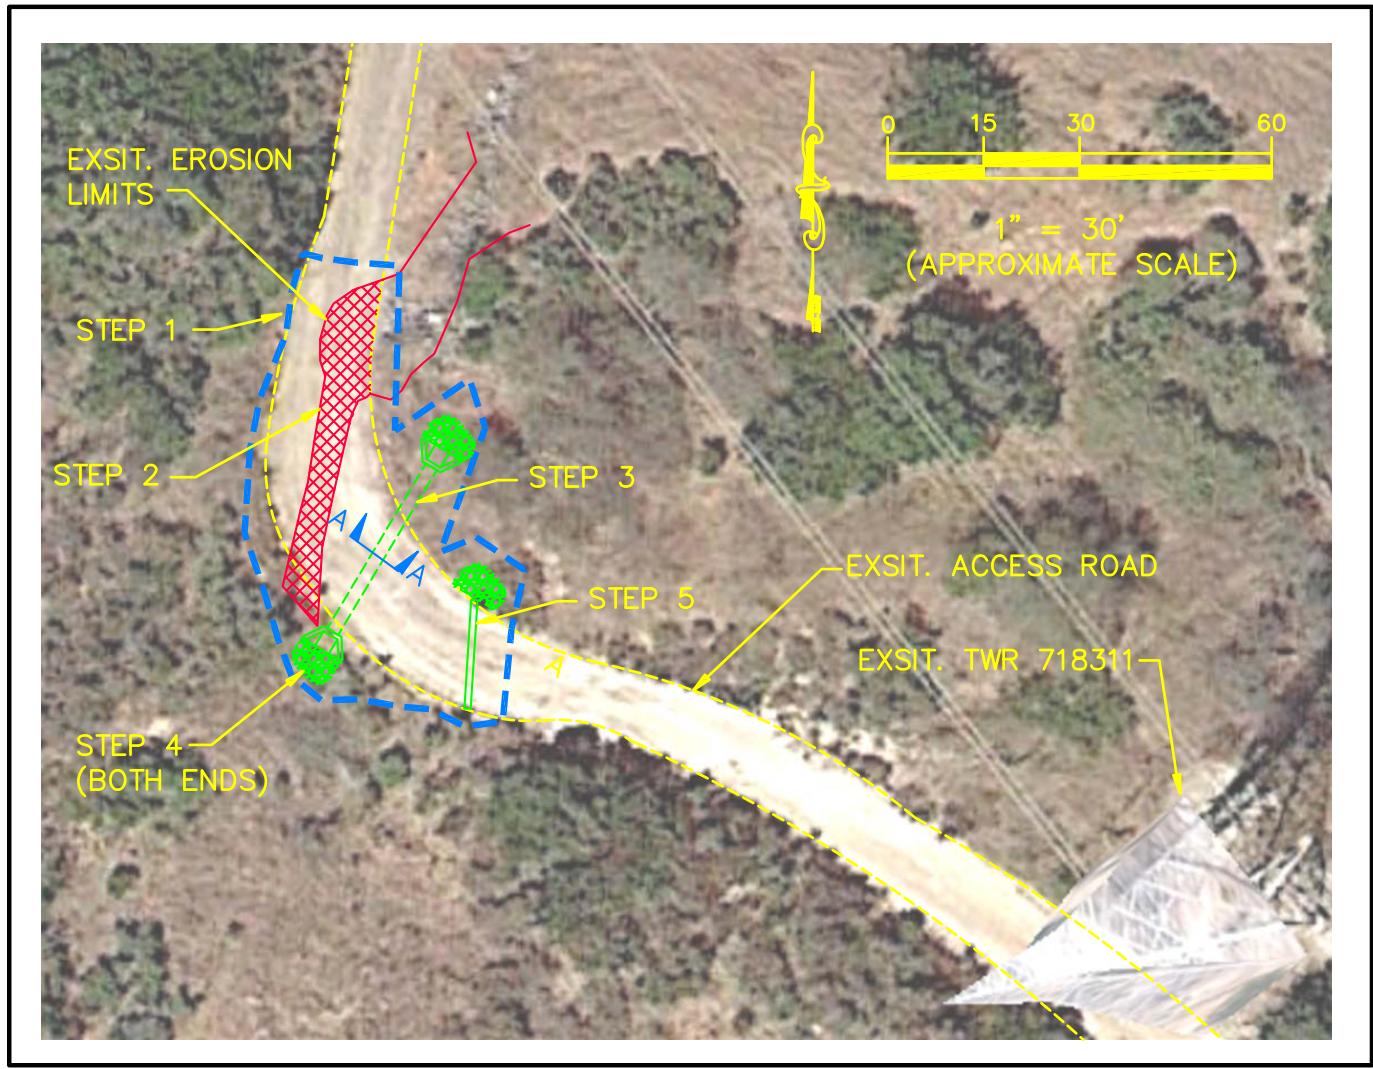 0 15 30 60
EXSIT. EROSION
LIMITS
1" = 30'
(APPROXIMATE SCALE)
STEP 1
STEP 2
STEP 3
A
A
EXSIT. ACCESS ROAD
STEP 5
A
EXSIT. TWR 718311
STEP 4
(BOTH ENDS)